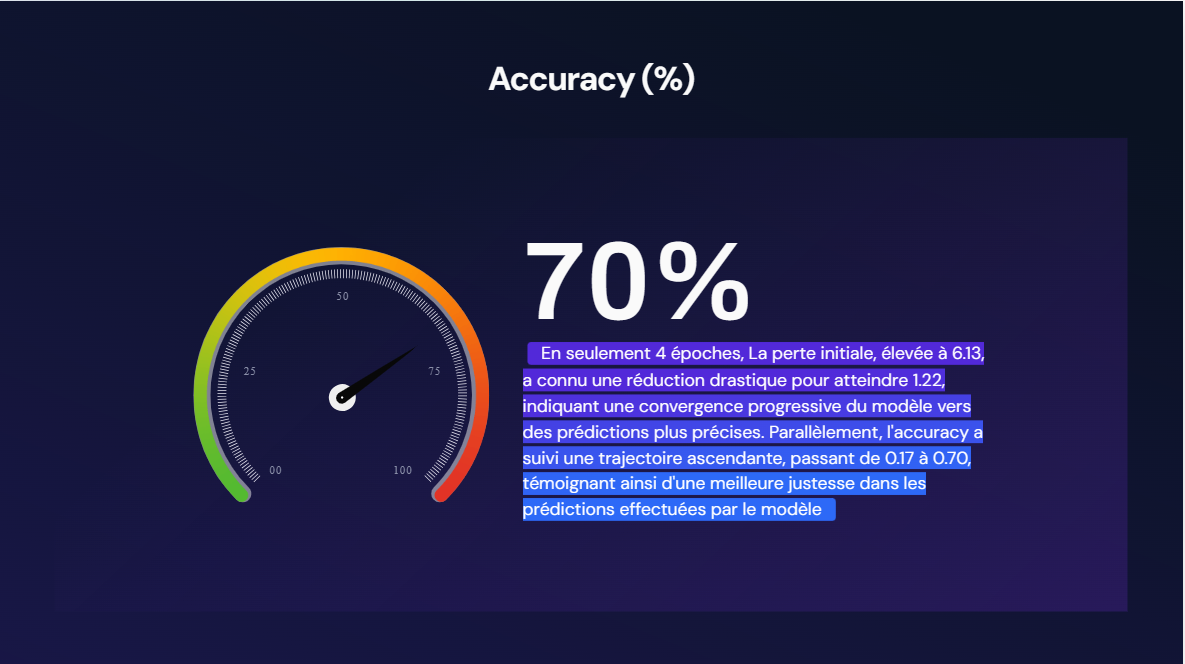 Accuracy (%)
50
25
75
00
100
70%
En seulement 4 époches, La perte initiale, élevée à 6.13,
a connu une réduction drastique pour atteindre 1.22,
indiquant une convergence progressive du modèle vers
des prédictions plus précises. Parallèlement, l'accuracy a
suivi une trajectoire ascendante, passant de 0.17 à 0.70,
témoignant ainsi d'une meilleure justesse dans les
prédictions effectuées par le modèle